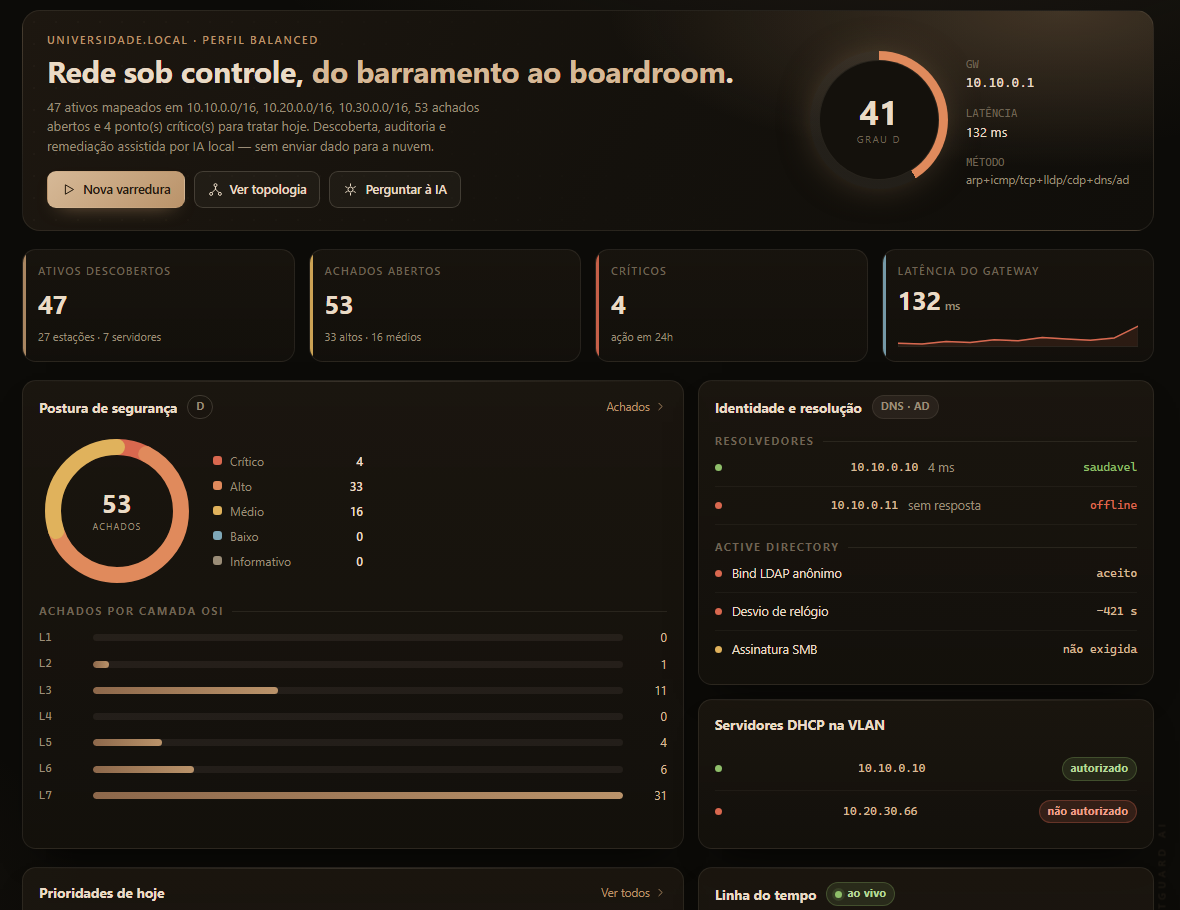 UNIVERSIDADE.LOCAL · PERFIL BALANCED
Rede sob controle, do barramento ao boardroom.
47 ativos mapeados em 10.10.0.0/16, 10.20.0.0/16, 10.30.0.0/16, 53 achados
abertos e 4 ponto(s) crítico(s) para tratar hoje. Descoberta, auditoria e
remediação assistida por IA local — sem enviar dado para a nuvem.
Nova varredura
Ver topologia
Perguntar à IA
41
GRAU D
GW
10.10.0.1
LATÊNCIA
132 ms
MÉTODO
arp+icmp/tcp+lldp/cdp+dns/ad
ATIVOS DESCOBERTOS
47
27 estações · 7 servidores
ACHADOS ABERTOS
53
33 altos · 16 médios
CRÍTICOS
4
ação em 24h
LATÊNCIA DO GATEWAY
132 ms
Postura de segurança D
Achados
53
ACHADOS
Crítico 4
Alto 33
Médio 16
Baixo 0
Informativo 0
ACHADOS POR CAMADA OSI
L1 0
L2 1
L3 11
L4 0
L5 4
L6 6
L7 31
Identidade e resolução DNS · AD
RESOLVEDORES
10.10.0.10 4 ms saudavel
10.10.0.11 sem resposta offline
ACTIVE DIRECTORY
Bind LDAP anônimo aceito
Desvio de relógio −421 s
Assinatura SMB não exigida
Servidores DHCP na VLAN
10.10.0.10 autorizado
10.20.30.66 não autorizado
Prioridades de hoje
Ver todos
Linha do tempo ao vivo